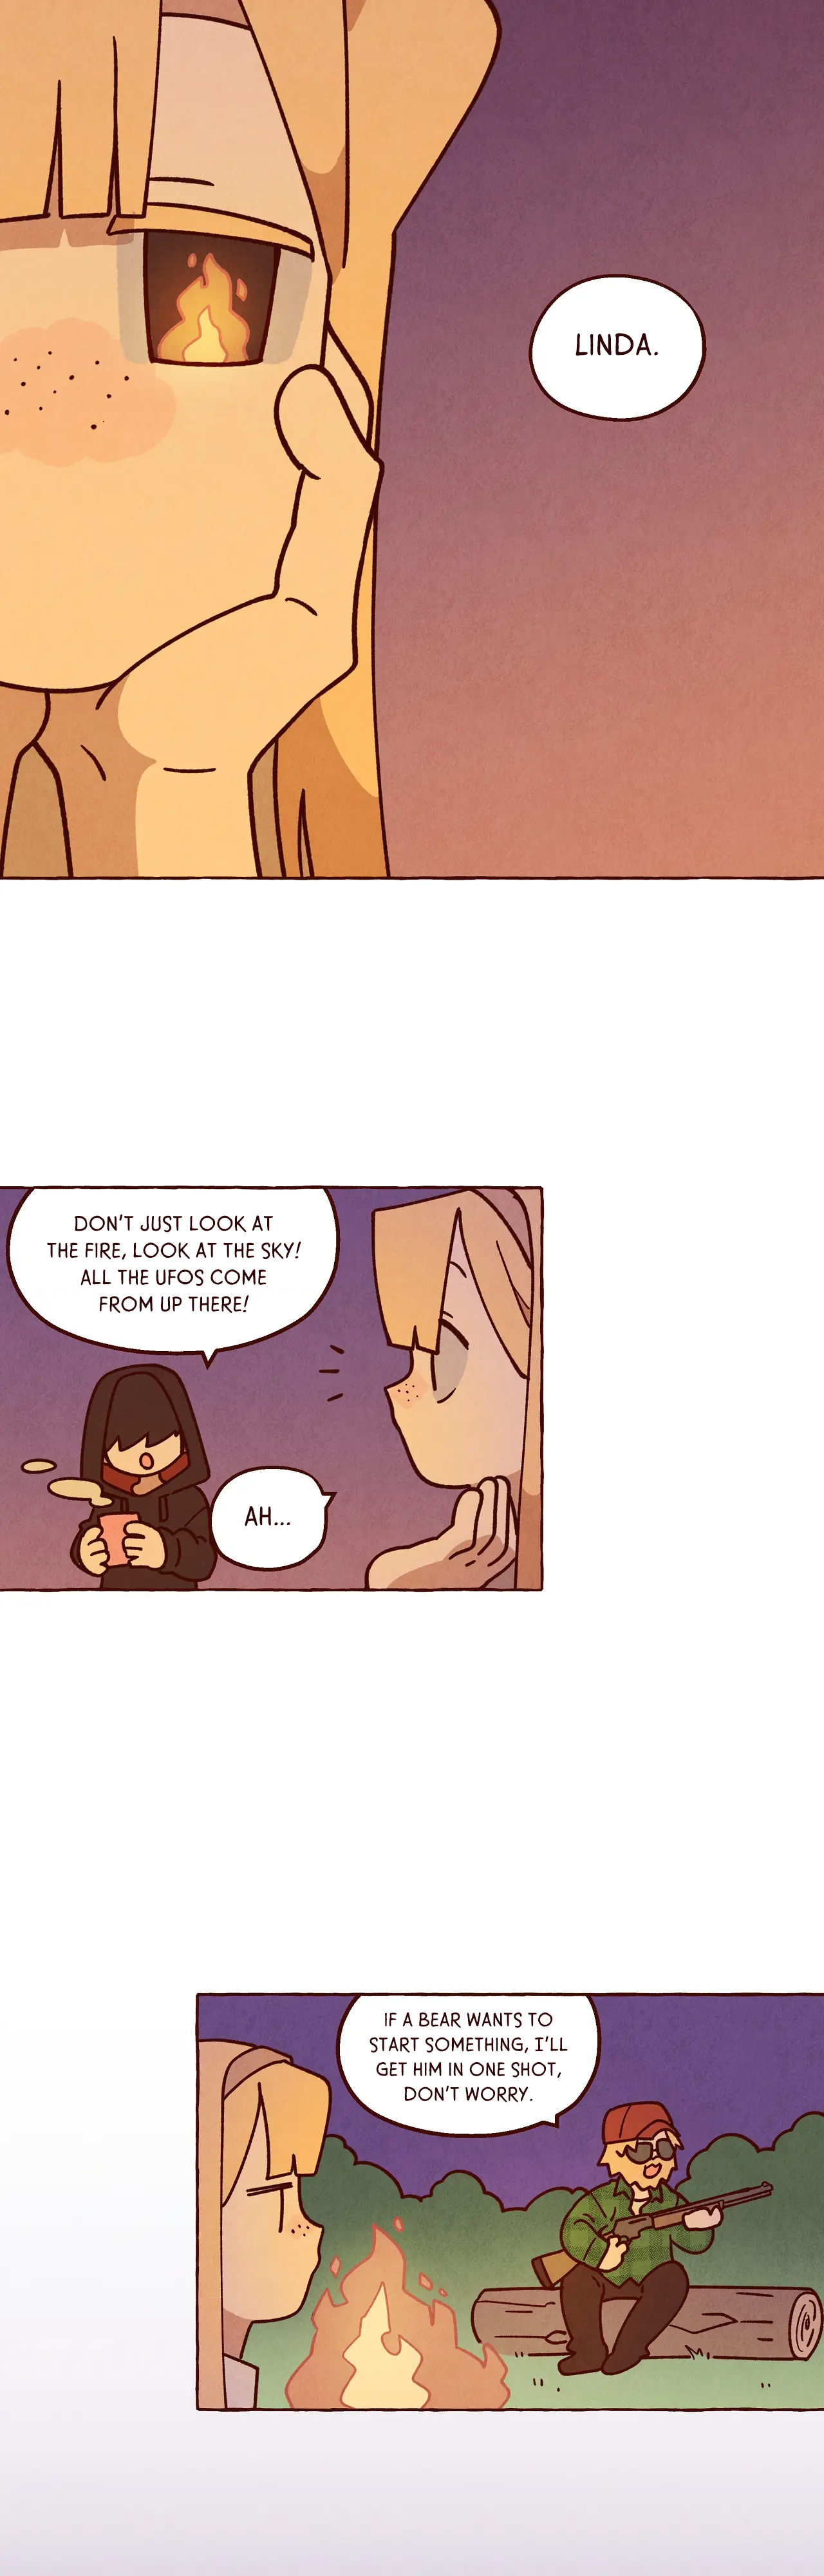 LINDA.
DON'T JUST LOOK AT
THE FIRE, LOOK AT THE SKY!
ALL THE UFOS COME
FROM UP THERE!
AH...
IF A BEAR WANTS TO
START SOMETHING, I'LL
GET HIM IN ONE SHOT,
DON'T WORRY.